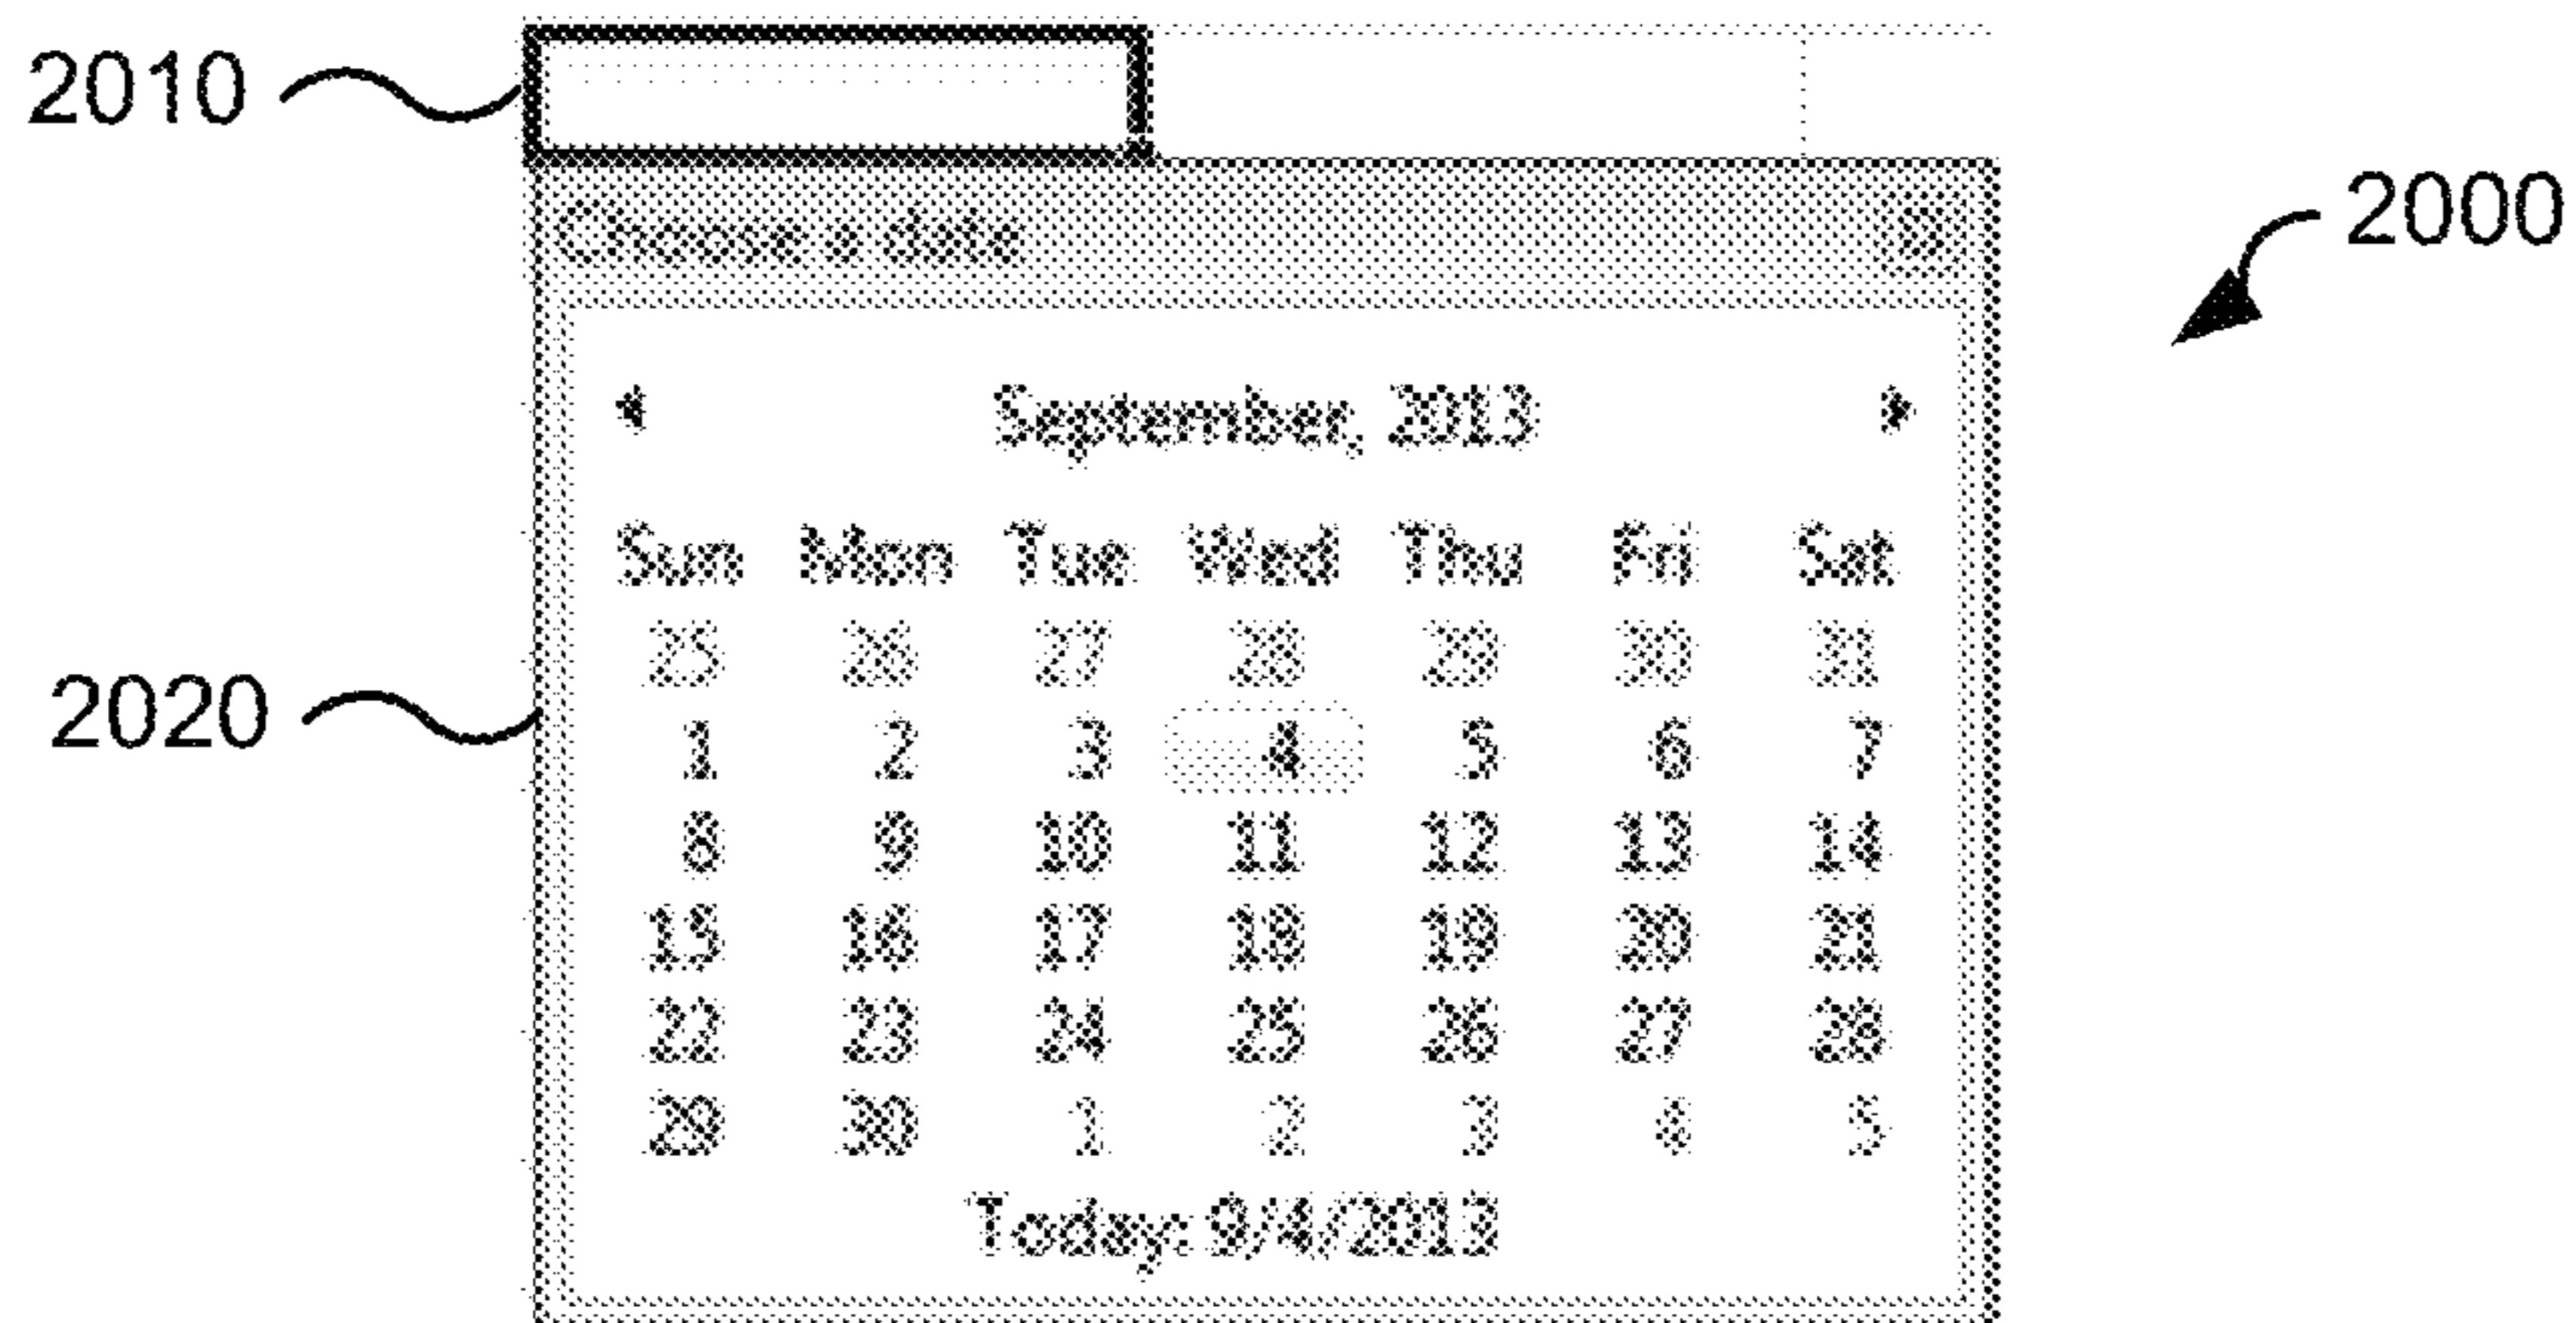 2010
Choose a date
2000
September, 2013
Sun Mon Tue Wed Thu Fri Sat
25 26 27 28 29 30 31
2020
1 2 3 4 5 6 7
8 9 10 11 12 13 14
15 16 17 18 19 20 21
22 23 24 25 26 27 28
29 30 1 2 3 4 5
Today: 9/4/2013